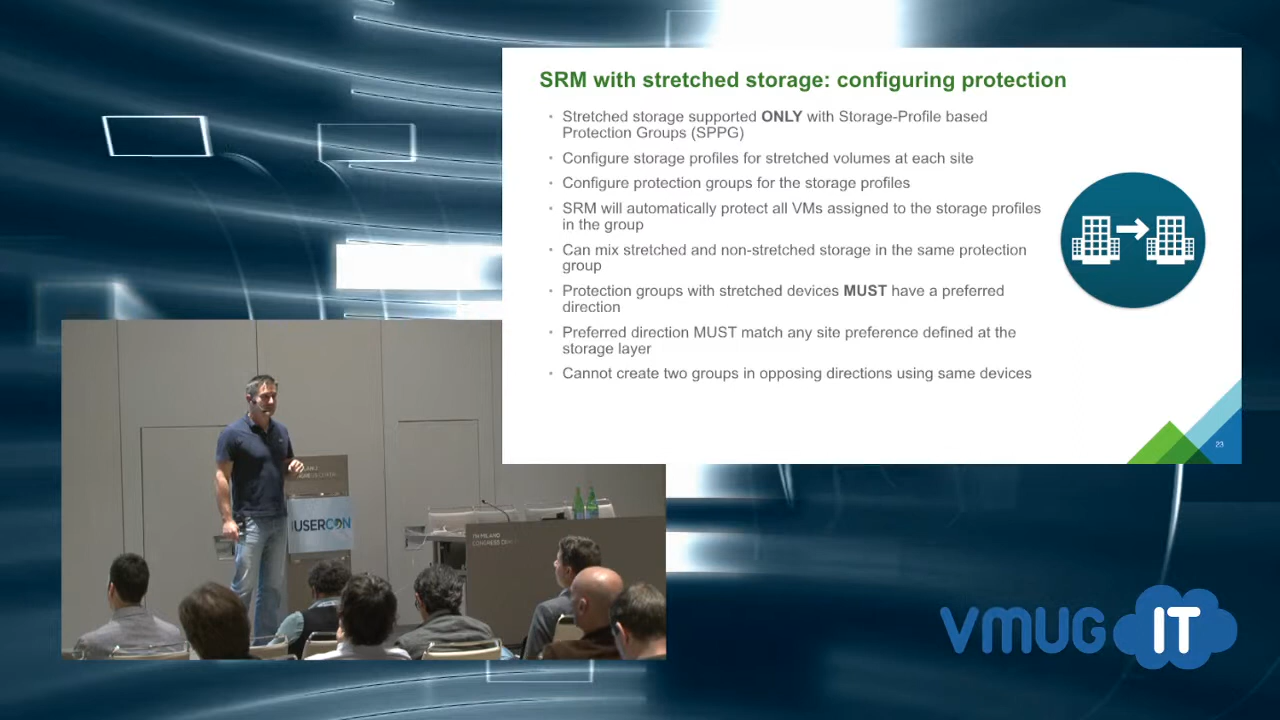 SRM with stretched storage: configuring protection
• Stretched storage supported ONLY with Storage-Profile based
Protection Groups (SPPG)
• Configure storage profiles for stretched volumes at each site
• Configure protection groups for the storage profiles
• SRM will automatically protect all VMs assigned to the storage profiles
in the group
• Can mix stretched and non-stretched storage in the same protection
group
• Protection groups with stretched devices MUST have a preferred
direction
• Preferred direction MUST match any site preference defined at the
storage layer
• Cannot create two groups in opposing directions using same devices
23
USERCON
CONGRESS
VMUG IT